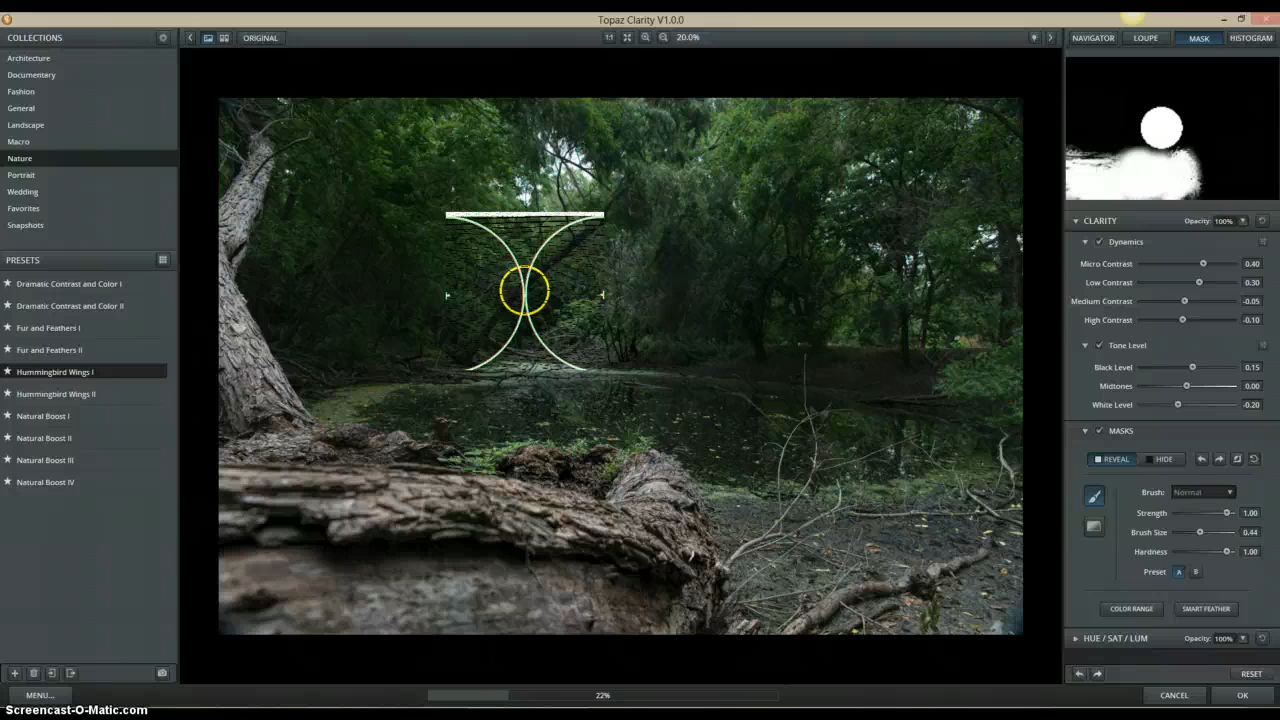 Topaz Clarity V1.0.0
COLLECTIONS
ORIGINAL
1:1
20.0%
NAVIGATOR
LOUPE
MASK
HISTOGRAM
Architecture
Documentary
Fashion
General
Landscape
Macro
Nature
Portrait
Wedding
Favorites
Snapshots
PRESETS
Dramatic Contrast and Color I
Dramatic Contrast and Color II
Fur and Feathers I
Fur and Feathers II
Hummingbird Wings I
Hummingbird Wings II
Natural Boost I
Natural Boost II
Natural Boost III
Natural Boost IV
CLARITY
Opacity: 100%
Dynamics
Micro Contrast 0.40
Low Contrast 0.30
Medium Contrast -0.05
High Contrast -0.10
Tone Level
Black Level 0.15
Midtones 0.00
White Level -0.20
MASKS
REVEAL HIDE
Brush: Normal
Strength 1.00
Brush Size 0.44
Hardness 1.00
Preset A B
COLOR RANGE SMART FEATHER
HUE / SAT / LUM Opacity: 100%
RESET
MENU...
22%
CANCEL
OK
Screencast-O-Matic.com